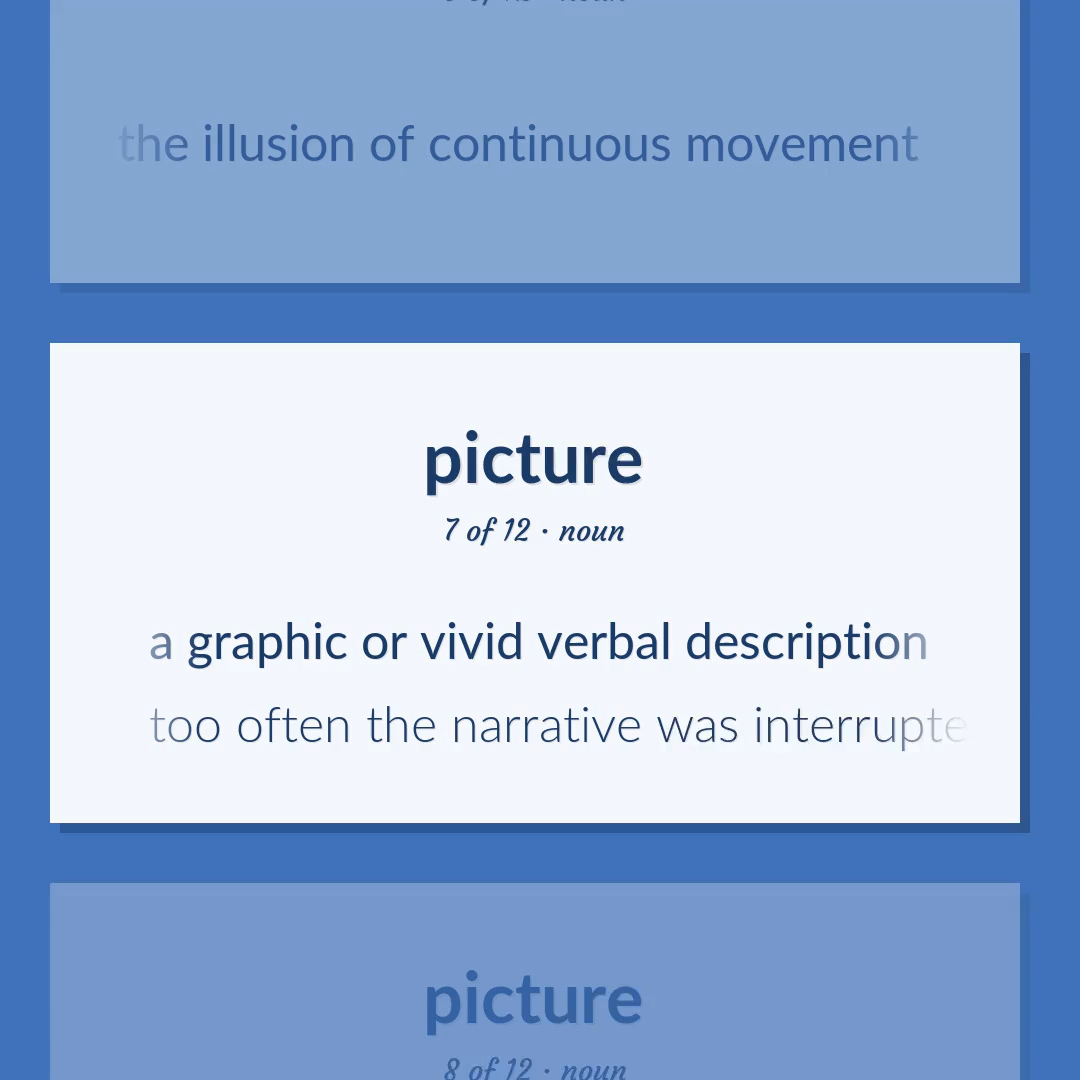 the illusion of continuous movement
picture
7 of 12 · noun
a graphic or vivid verbal description
too often the narrative was interrupte
picture
8 of 12 · noun